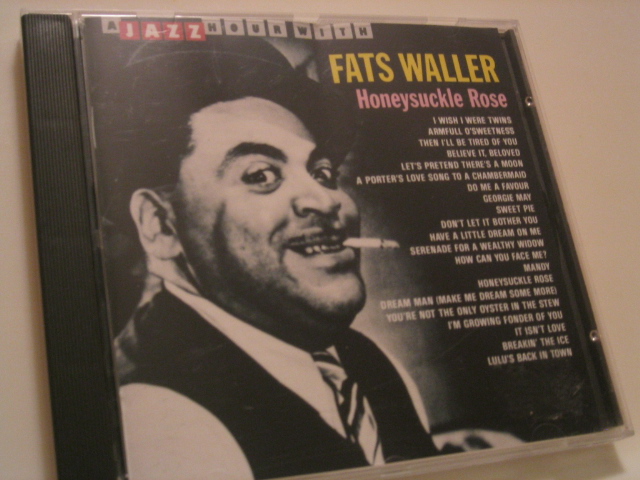 A JAZZ HOUR WITH
FATS WALLER
Honeysuckle Rose
I WISH I WERE TWINS
ARMFULL O'SWEETNESS
THEN I'LL BE TIRED OF YOU
BELIEVE IT, BELOVED
LET'S PRETEND THERE'S A MOON
A PORTER'S LOVE SONG TO A CHAMBERMAID
DO ME A FAVOUR
GEORGIE MAY
SWEET PIE
DON'T LET IT BOTHER YOU
HAVE A LITTLE DREAM ON ME
SERENADE FOR A WEALTHY WIDOW
HOW CAN YOU FACE ME?
MANDY
HONEYSUCKLE ROSE
DREAM MAN (MAKE ME DREAM SOME MORE)
YOU'RE NOT THE ONLY OYSTER IN THE STEW
I'M GROWING FONDER OF YOU
IT ISN'T LOVE
BREAKIN' THE ICE
LULU'S BACK IN TOWN